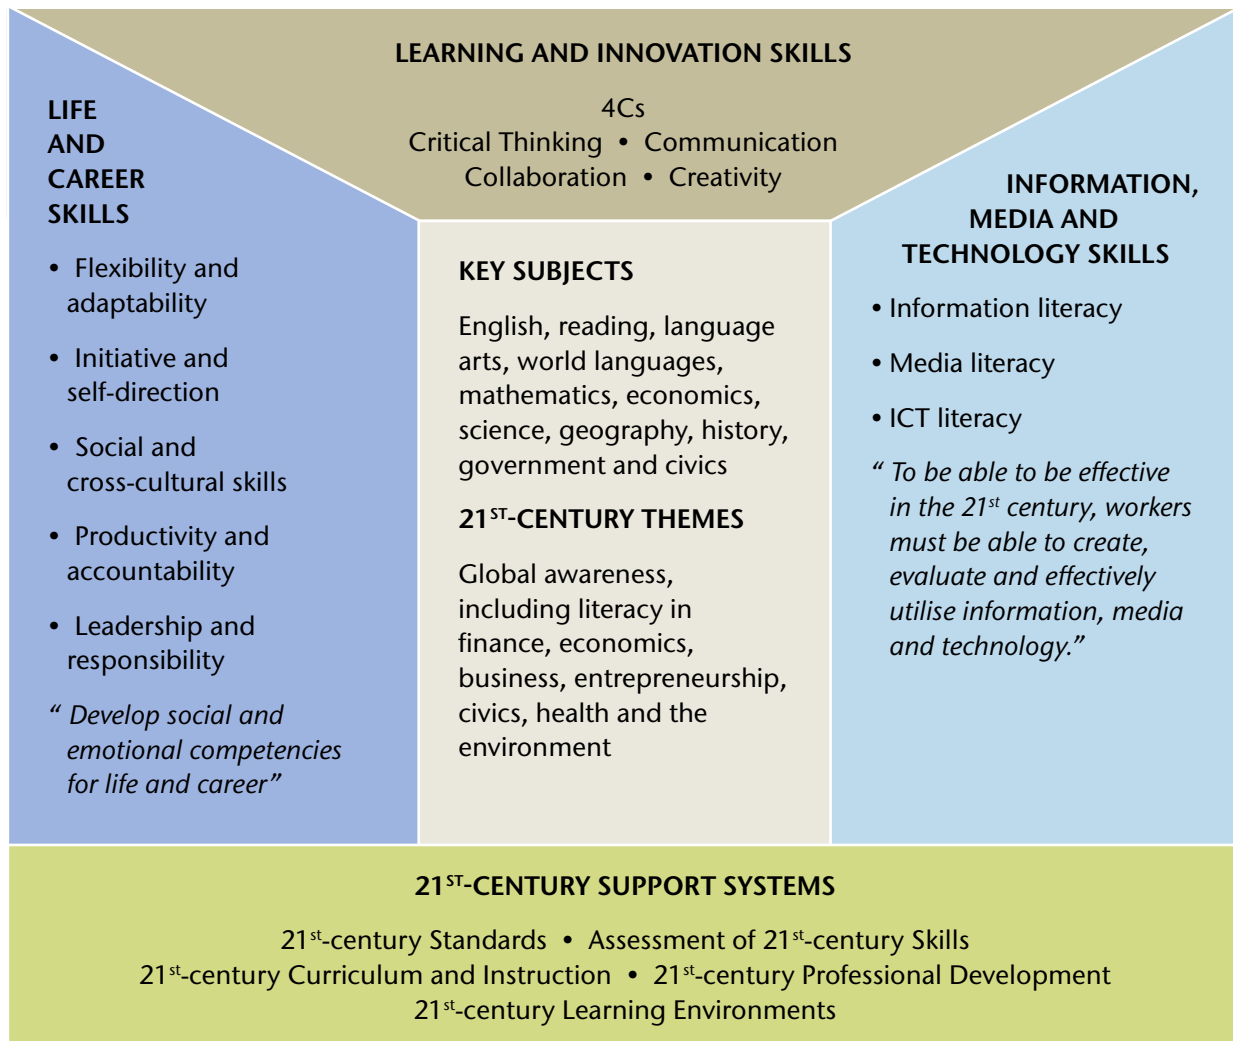 LEARNING AND INNOVATION SKILLS
4Cs
Critical Thinking • Communication
Collaboration • Creativity
LIFE
AND
CAREER
SKILLS
• Flexibility and
adaptability
• Initiative and
self-direction
• Social and
cross-cultural skills
• Productivity and
accountability
• Leadership and
responsibility
“ Develop social and
emotional competencies
for life and career”
KEY SUBJECTS
English, reading, language
arts, world languages,
mathematics, economics,
science, geography, history,
government and civics
21ST-CENTURY THEMES
Global awareness,
including literacy in
finance, economics,
business, entrepreneurship,
civics, health and the
environment
INFORMATION,
MEDIA AND
TECHNOLOGY SKILLS
• Information literacy
• Media literacy
• ICT literacy
“ To be able to be effective
in the 21st century, workers
must be able to create,
evaluate and effectively
utilise information, media
and technology.”
21ST-CENTURY SUPPORT SYSTEMS
21st-century Standards • Assessment of 21st-century Skills
21st-century Curriculum and Instruction • 21st-century Professional Development
21st-century Learning Environments